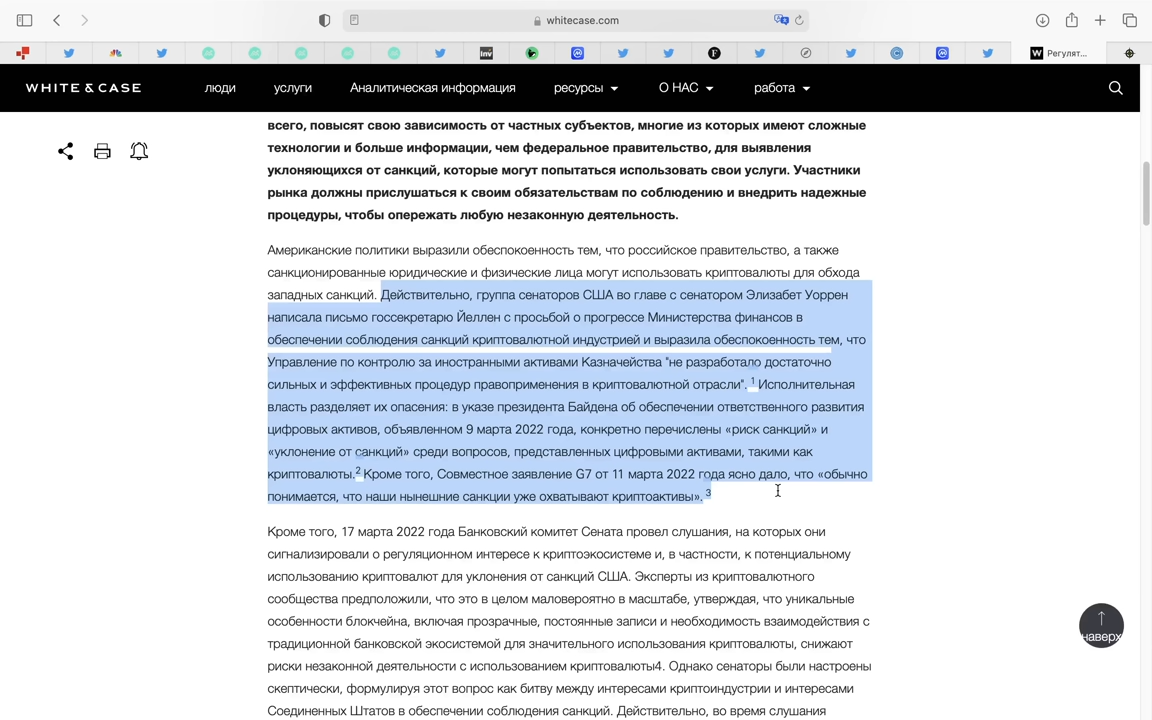 whitecase.com
Inv
F
W Регулят...
WHITE & CASE
люди
услуги
Аналитическая информация
ресурсы
О НАС
работа
всего, повысят свою зависимость от частных субъектов, многие из которых имеют сложные
технологии и больше информации, чем федеральное правительство, для выявления
уклоняющихся от санкций, которые могут попытаться использовать свои услуги. Участники
рынка должны прислушаться к своим обязательствам по соблюдению и внедрить надежные
процедуры, чтобы опережать любую незаконную деятельность.
Американские политики выразили обеспокоенность тем, что российское правительство, а также
санкционированные юридические и физические лица могут использовать криптовалюты для обхода
западных санкций. Действительно, группа сенаторов США во главе с сенатором Элизабет Уоррен
написала письмо госсекретарю Йеллен с просьбой о прогрессе Министерства финансов в
обеспечении соблюдения санкций криптовалютной индустрией и выразила обеспокоенность тем, что
Управление по контролю за иностранными активами Казначейства "не разработало достаточно
сильных и эффективных процедур правоприменения в криптовалютной отрасли". 1 Исполнительная
власть разделяет их опасения: в указе президента Байдена об обеспечении ответственного развития
цифровых активов, объявленном 9 марта 2022 года, конкретно перечислены «риск санкций» и
«уклонение от санкций» среди вопросов, представленных цифровыми активами, такими как
криптовалюты.2 Кроме того, Совместное заявление G7 от 11 марта 2022 года ясно дало, что «обычно
понимается, что наши нынешние санкции уже охватывают криптоактивы». 3
Кроме того, 17 марта 2022 года Банковский комитет Сената провел слушания, на которых они
сигнализировали о регуляционном интересе к криптоэкосистеме и, в частности, к потенциальному
использованию криптовалют для уклонения от санкций США. Эксперты из криптовалютного
сообщества предположили, что это в целом маловероятно в масштабе, утверждая, что уникальные
особенности блокчейна, включая прозрачные, постоянные записи и необходимость взаимодействия с
традиционной банковской экосистемой для значительного использования криптовалюты, снижают
риски незаконной деятельности с использованием криптовалюты4. Однако сенаторы были настроены
скептически, формулируя этот вопрос как битву между интересами криптоиндустрии и интересами
Соединенных Штатов в обеспечении соблюдения санкций. Действительно, во время слушания
наверх